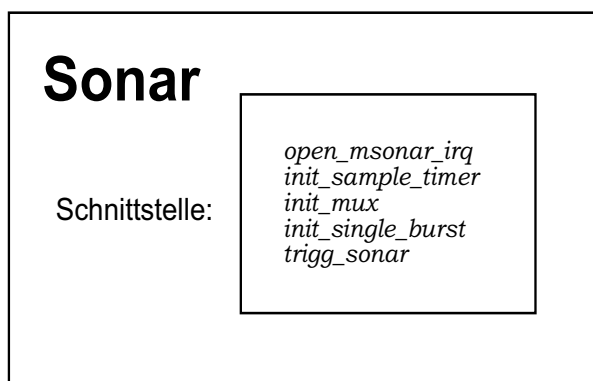 Sonar
Schnittstelle:
open_msonar_irq
init_sample_timer
init_mux
init_single_burst
trigg_sonar